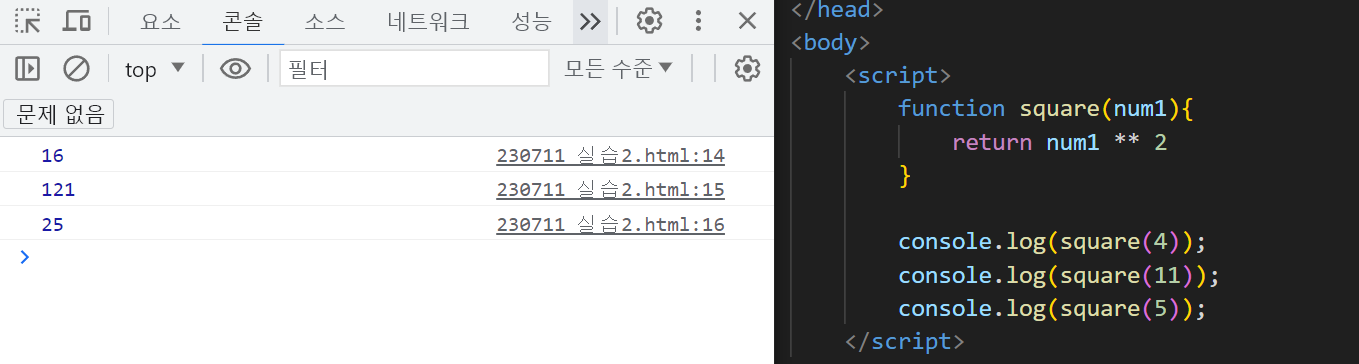 요소 콘솔 소스 네트워크 성능
top 필터 모든 수준
문제 없음
16 230711 실습2.html:14
121 230711 실습2.html:15
25 230711 실습2.html:16
>
</head>
<body>
<script>
function square(num1){
return num1 ** 2
}
console.log(square(4));
console.log(square(11));
console.log(square(5));
</script>